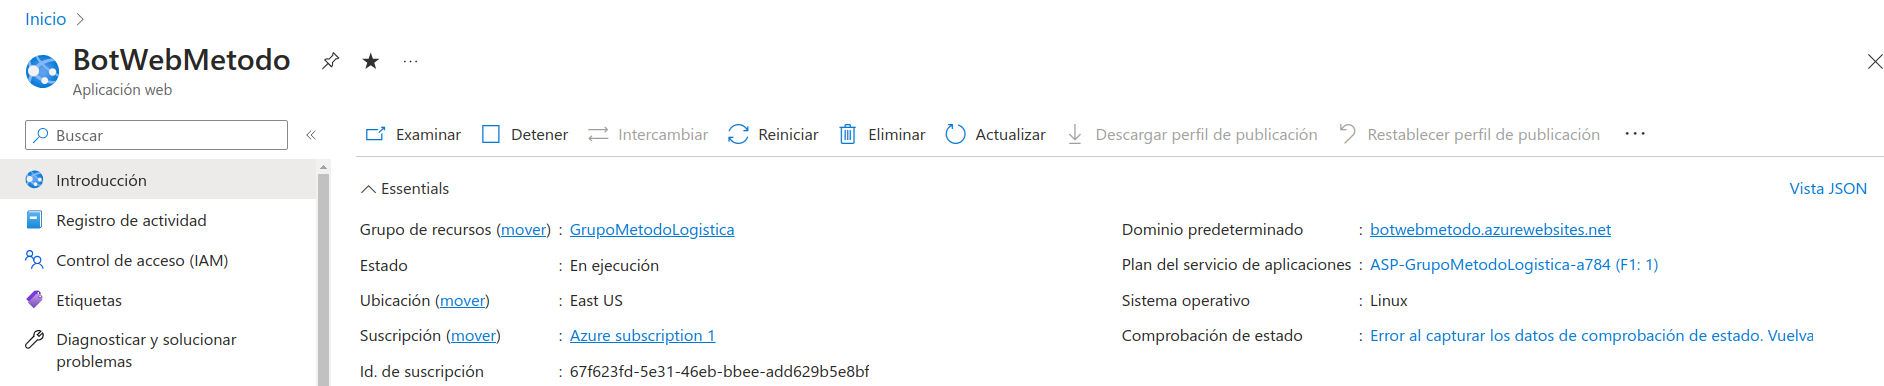 Inicio
BotWebMetodo
Aplicación web
Buscar
Examinar Detener Intercambiar Reiniciar Eliminar Actualizar Descargar perfil de publicación Restablecer perfil de publicación
Introducción
Registro de actividad
Control de acceso (IAM)
Etiquetas
Diagnosticar y solucionar
problemas
Essentials
Vista JSON
Grupo de recursos (mover) : GrupoMetodoLogistica
Estado : En ejecución
Ubicación (mover) : East US
Suscripción (mover) : Azure subscription 1
Id. de suscripción : 67f623fd-5e31-46eb-bbee-add629b5e8bf
Dominio predeterminado : botwebmetodo.azurewebsites.net
Plan del servicio de aplicaciones : ASP-GrupoMetodoLogistica-a784 (F1: 1)
Sistema operativo : Linux
Comprobación de estado : Error al capturar los datos de comprobación de estado. Vuelva